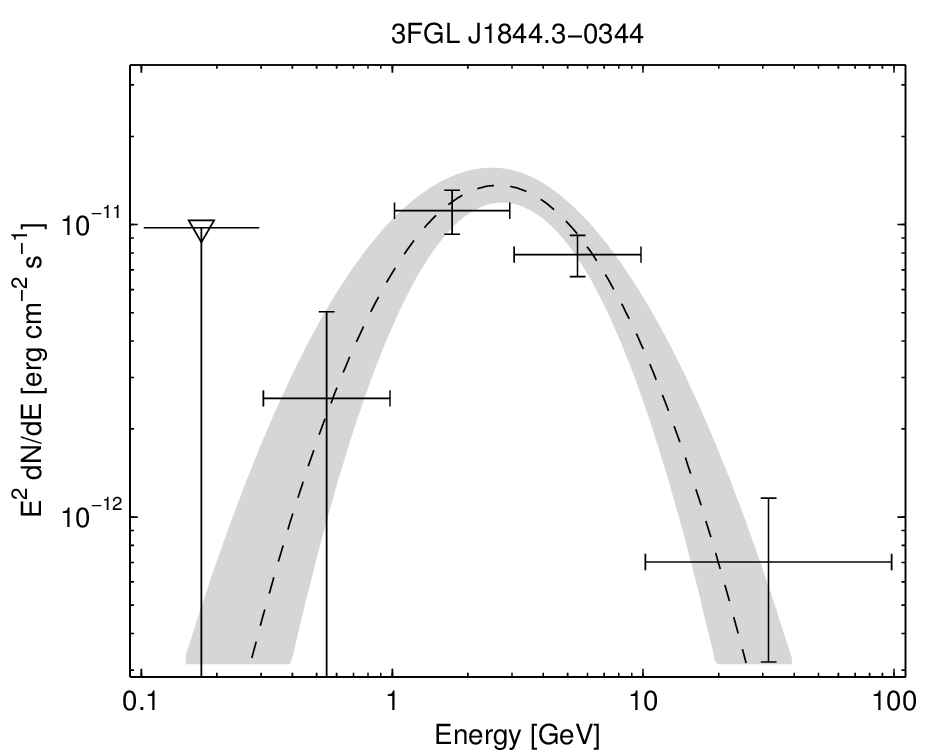 3FGL J1844.3−0344
E² dN/dE [erg cm⁻² s⁻¹]
10⁻¹¹
10⁻¹²
0.1 1 10 100
Energy [GeV]